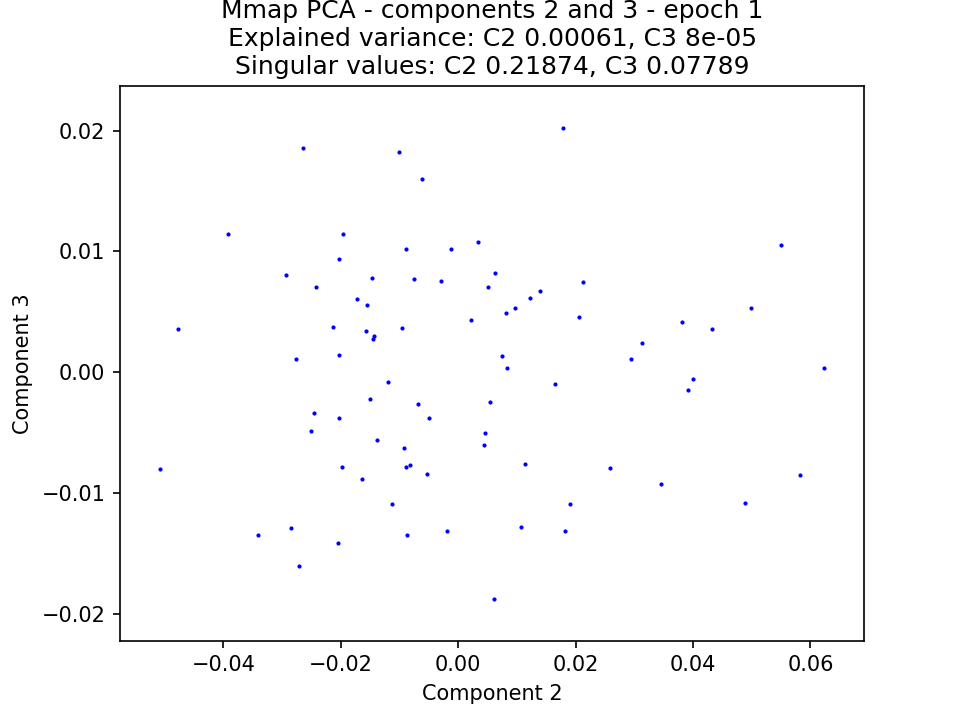 Mmap PCA - components 2 and 3 - epoch 1
Explained variance: C2 0.00061, C3 8e-05
Singular values: C2 0.21874, C3 0.07789
0.02
0.01
0.00
−0.01
−0.02
Component 3
−0.04
−0.02
0.00
0.02
0.04
0.06
Component 2